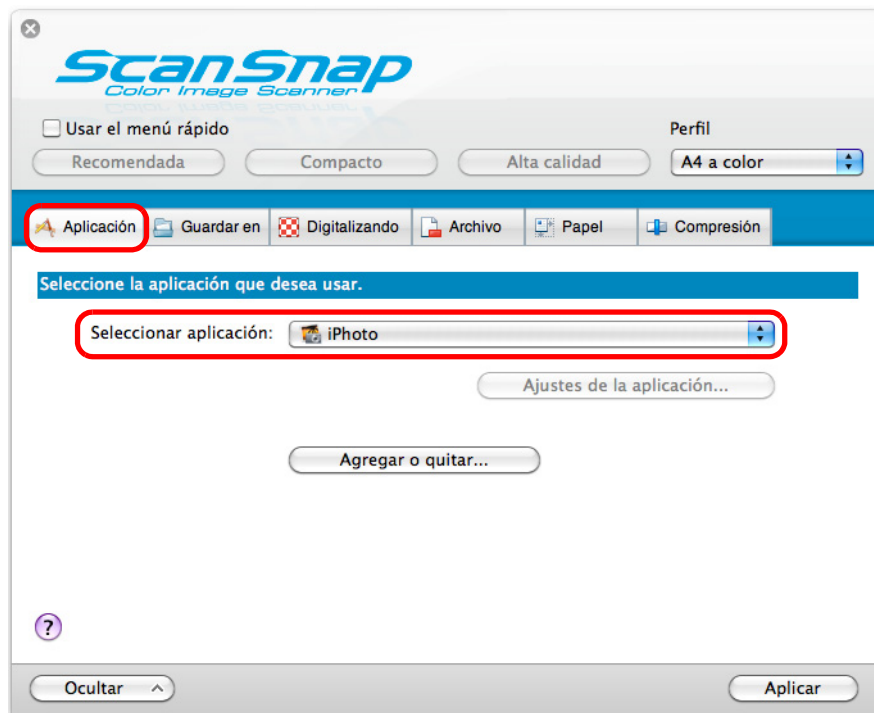 ScanSnap
Color Image Scanner
Usar el menú rápido
Perfil
Recomendada Compacto Alta calidad A4 a color
Aplicación Guardar en Digitalizando Archivo Papel Compresión
Seleccione la aplicación que desea usar.
Seleccionar aplicación: iPhoto
Ajustes de la aplicación...
Agregar o quitar...
?
Ocultar Aplicar